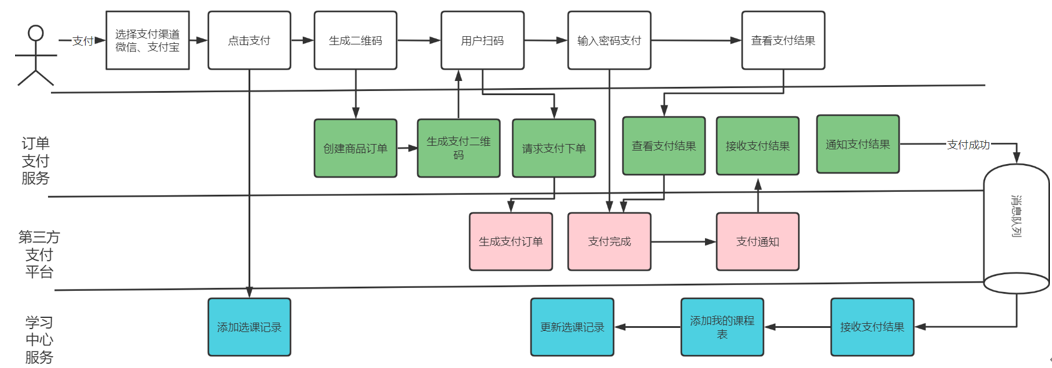 支付
选择支付渠道
微信、支付宝
点击支付
生成二维码
用户扫码
输入密码支付
查看支付结果
订单
支付
服务
创建商品订单
生成支付二维
码
请求支付下单
查看支付结果
接收支付结果
通知支付结果
支付成功
消息队列
第三方
支付
平台
生成支付订单
支付完成
支付通知
学习
中心
服务
添加选课记录
更新选课记录
添加我的课程
表
接收支付结果